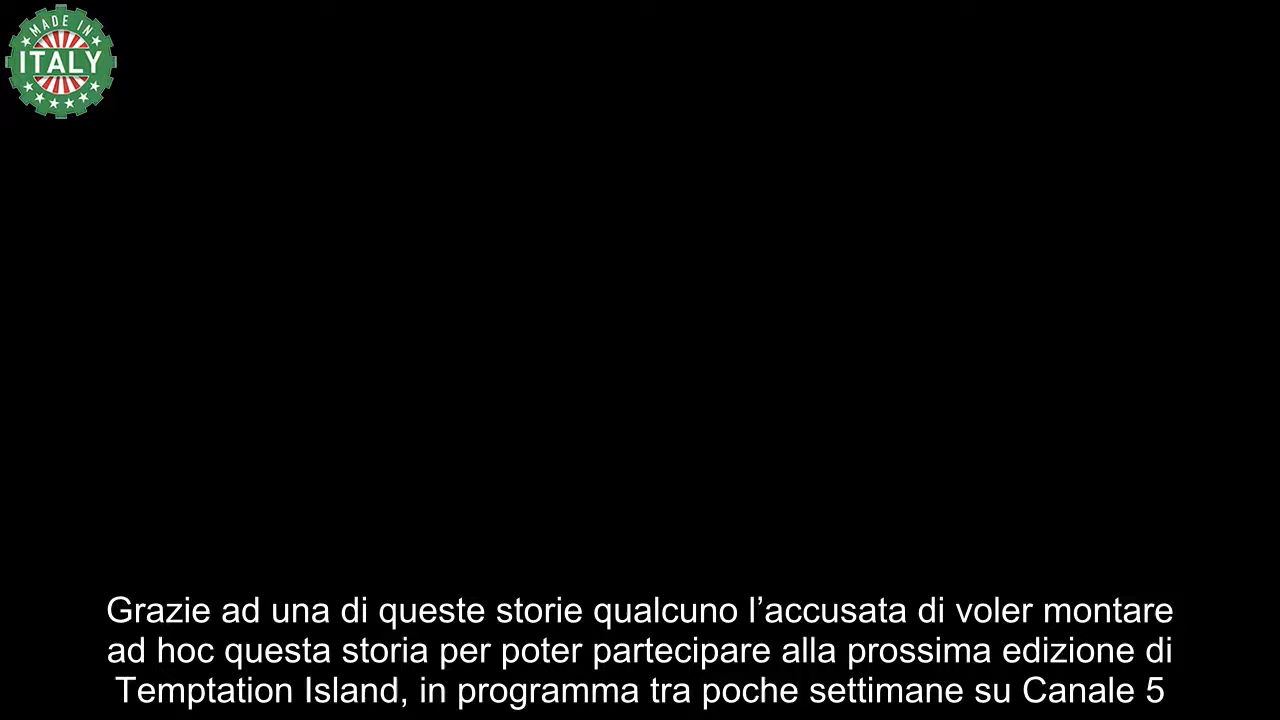 MADE IN
ITALY
Grazie ad una di queste storie qualcuno l’accusata di voler montare
ad hoc questa storia per poter partecipare alla prossima edizione di
Temptation Island, in programma tra poche settimane su Canale 5